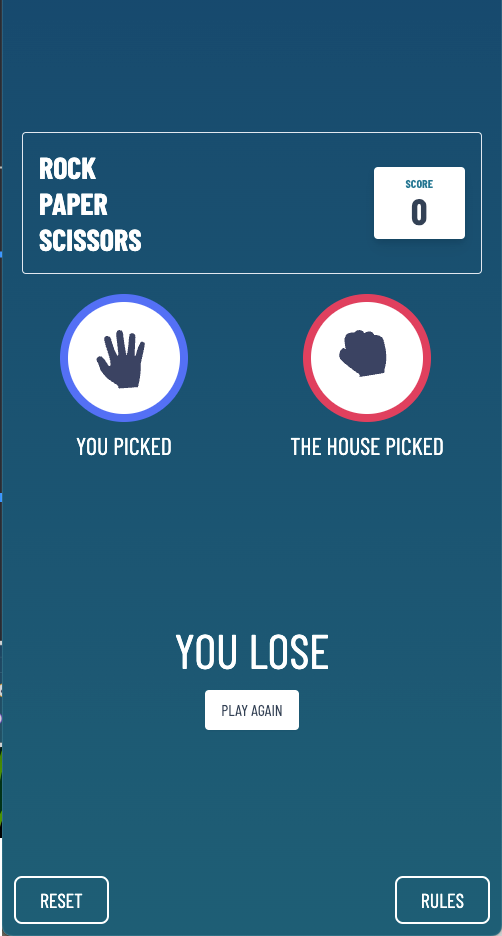 ROCK
PAPER
SCISSORS
SCORE
0
YOU PICKED
THE HOUSE PICKED
YOU LOSE
PLAY AGAIN
RESET
RULES